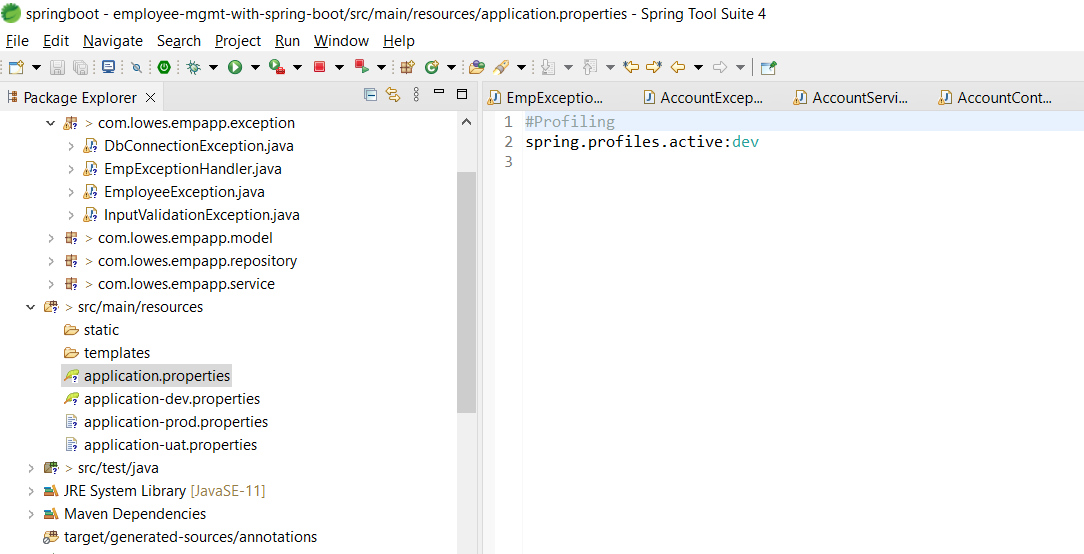 springboot - employee-mgmt-with-spring-boot/src/main/resources/application.properties - Spring Tool Suite 4
File Edit Navigate Search Project Run Window Help
Package Explorer
> com.lowes.empapp.exception
DbConnectionException.java
EmpExceptionHandler.java
EmployeeException.java
InputValidationException.java
> com.lowes.empapp.model
> com.lowes.empapp.repository
> com.lowes.empapp.service
> src/main/resources
static
templates
application.properties
application-dev.properties
application-prod.properties
application-uat.properties
> src/test/java
JRE System Library [JavaSE-11]
Maven Dependencies
target/generated-sources/annotations
EmpExceptio... AccountExcep... AccountServi... AccountCont...
1 #Profiling
2 spring.profiles.active:dev
3